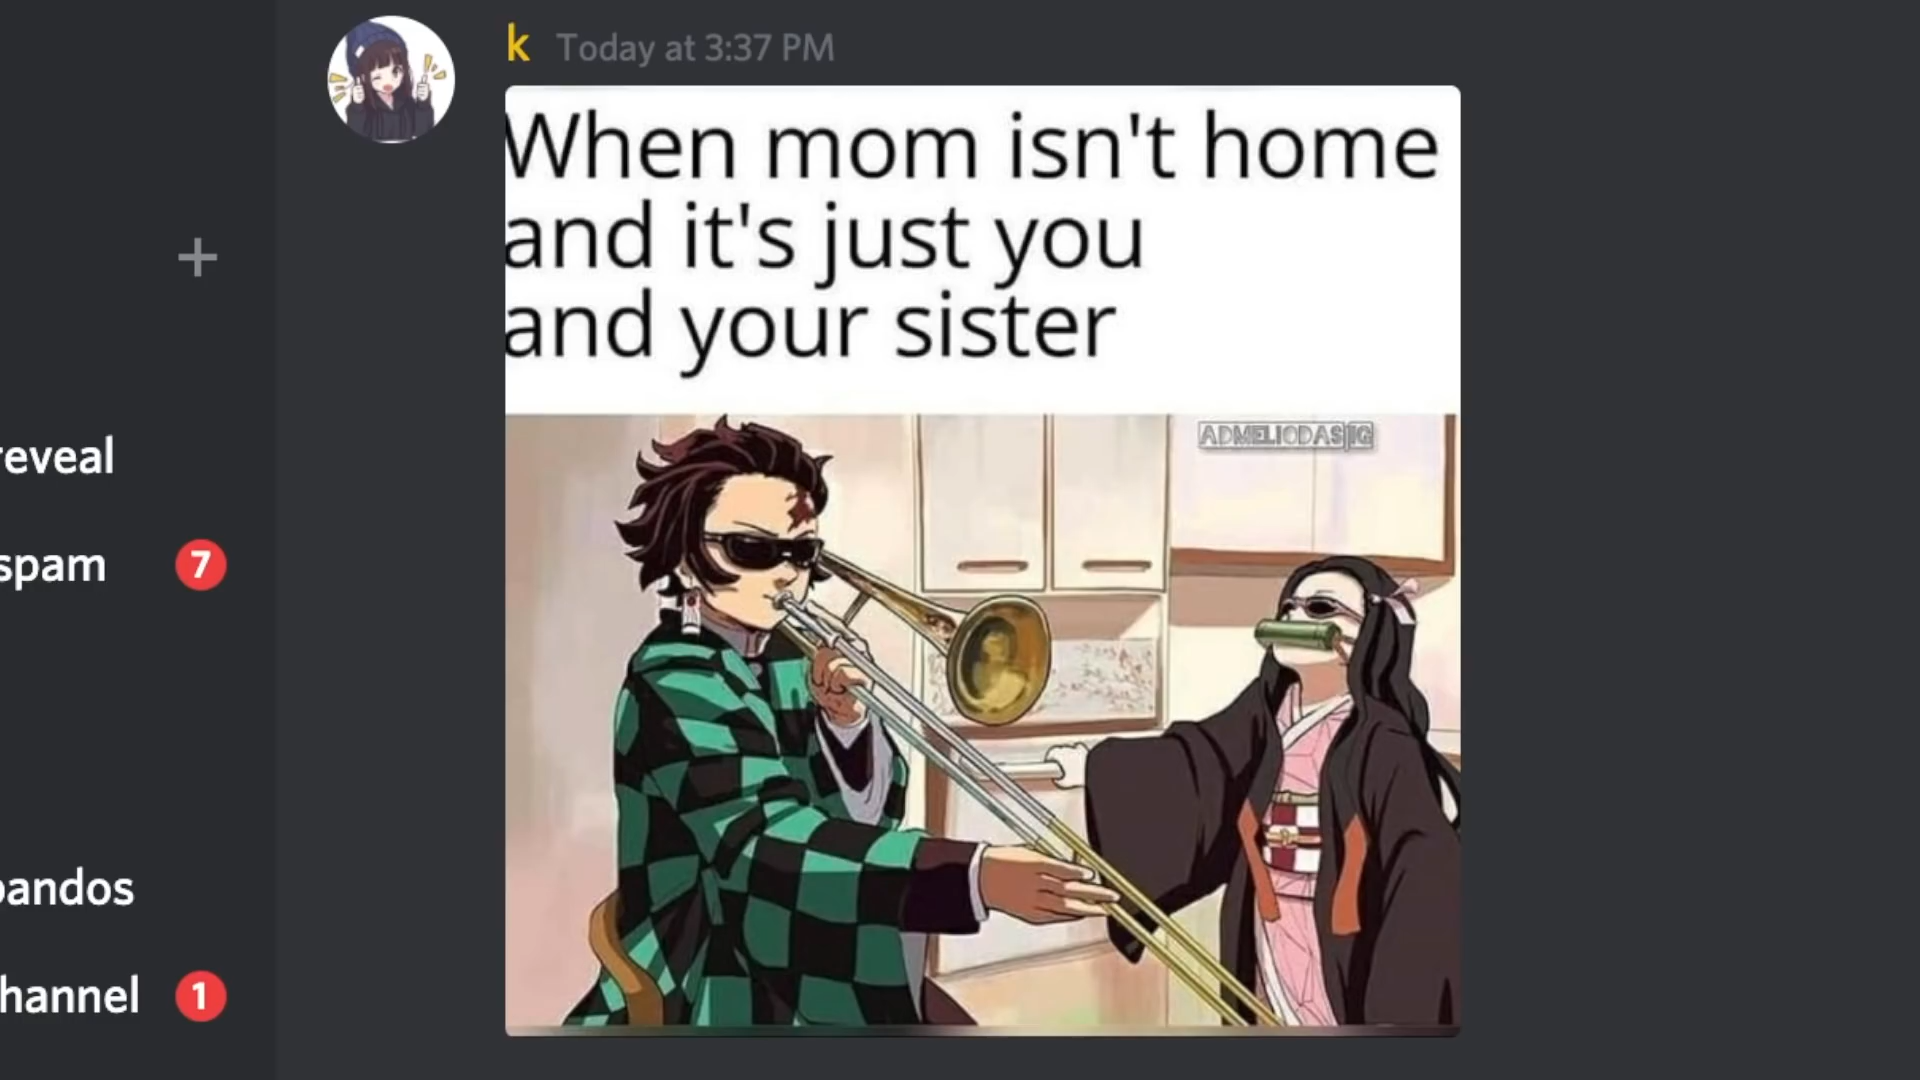 k Today at 3:37 PM
When mom isn't home
and it's just you
and your sister
ADMELIODAS|IG
reveal
spam 7
pandos
hannel 1